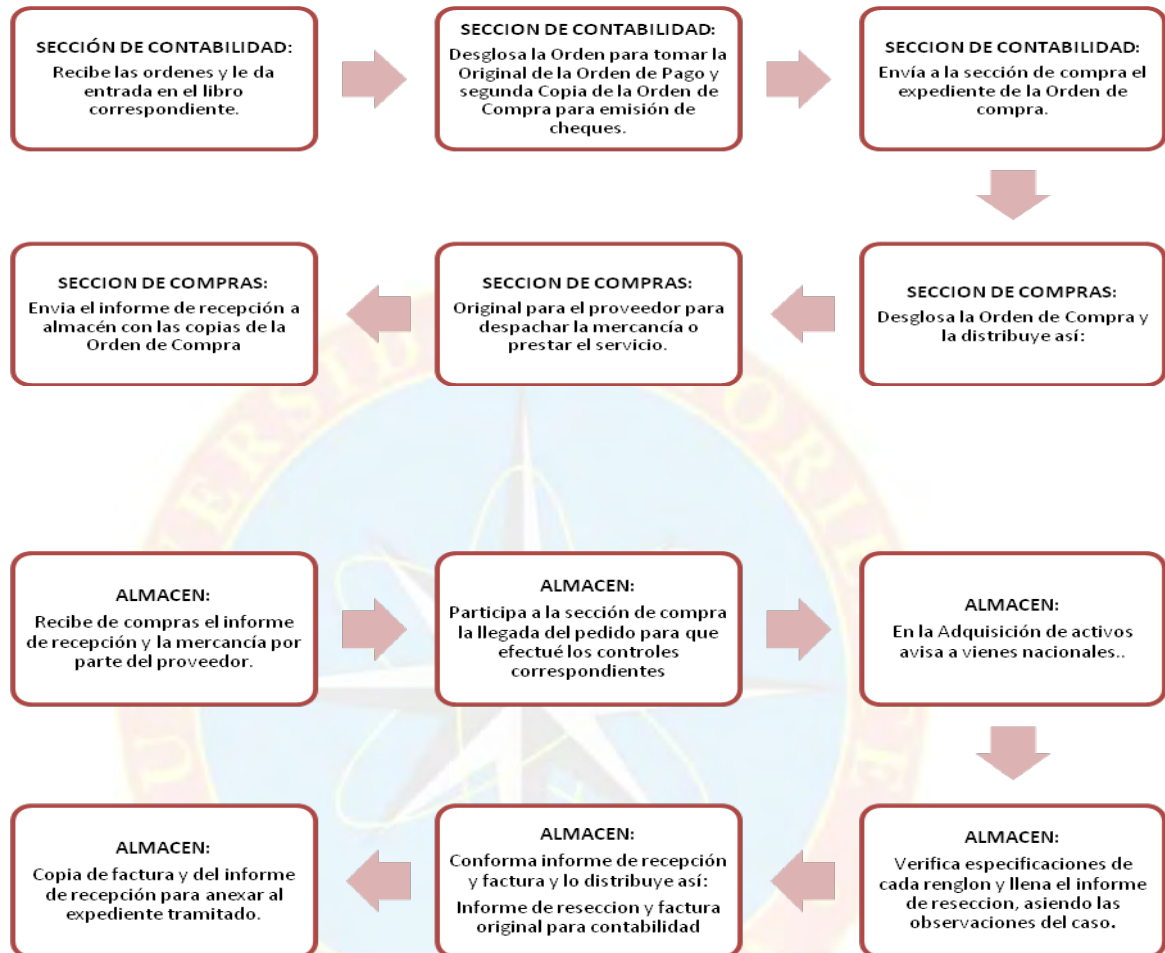 SECCIÓN DE CONTABILIDAD:
Recibe las ordenes y le da
entrada en el libro
correspondiente.
SECCION DE CONTABILIDAD:
Desglosa la Orden para tomar la
Original de la Orden de Pago y
segunda Copia de la Orden de
Compra para emisión de
cheques.
SECCION DE CONTABILIDAD:
Envía a la sección de compra el
expediente de la Orden de
compra.
SECCION DE COMPRAS:
Envia el informe de recepción a
almacén con las copias de la
Orden de Compra
SECCION DE COMPRAS:
Original para el proveedor para
despachar la mercancía o
prestar el servicio.
SECCION DE COMPRAS:
Desglosa la Orden de Compra y
la distribuye así:
ALMACEN:
Recibe de compras el informe
de recepción y la mercancía por
parte del proveedor.
ALMACEN:
Participa a la sección de compra
la llegada del pedido para que
efectué los controles
correspondientes
ALMACEN:
En la Adquisición de activos
avisa a vienes nacionales..
ALMACEN:
Copia de factura y del informe
de recepción para anexar al
expediente tramitado.
ALMACEN:
Conforma informe de recepción
y factura y lo distribuye así:
Informe de reseccion y factura
original para contabilidad
ALMACEN:
Verifica especificaciones de
cada renglon y llena el informe
de reseccion, asiendo las
observaciones del caso.